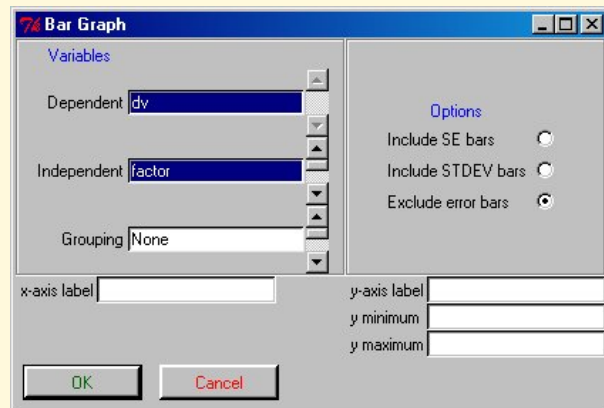 Bar Graph
Variables
Dependent dv
Independent factor
Grouping None
Options
Include SE bars
Include STDEV bars
Exclude error bars
x-axis label
y-axis label
y minimum
y maximum
OK
Cancel